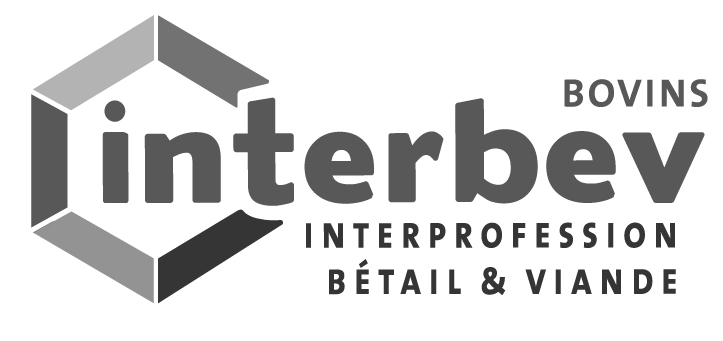 BOVINS
interbev
INTERPROFESSION
BÉTAIL & VIANDE